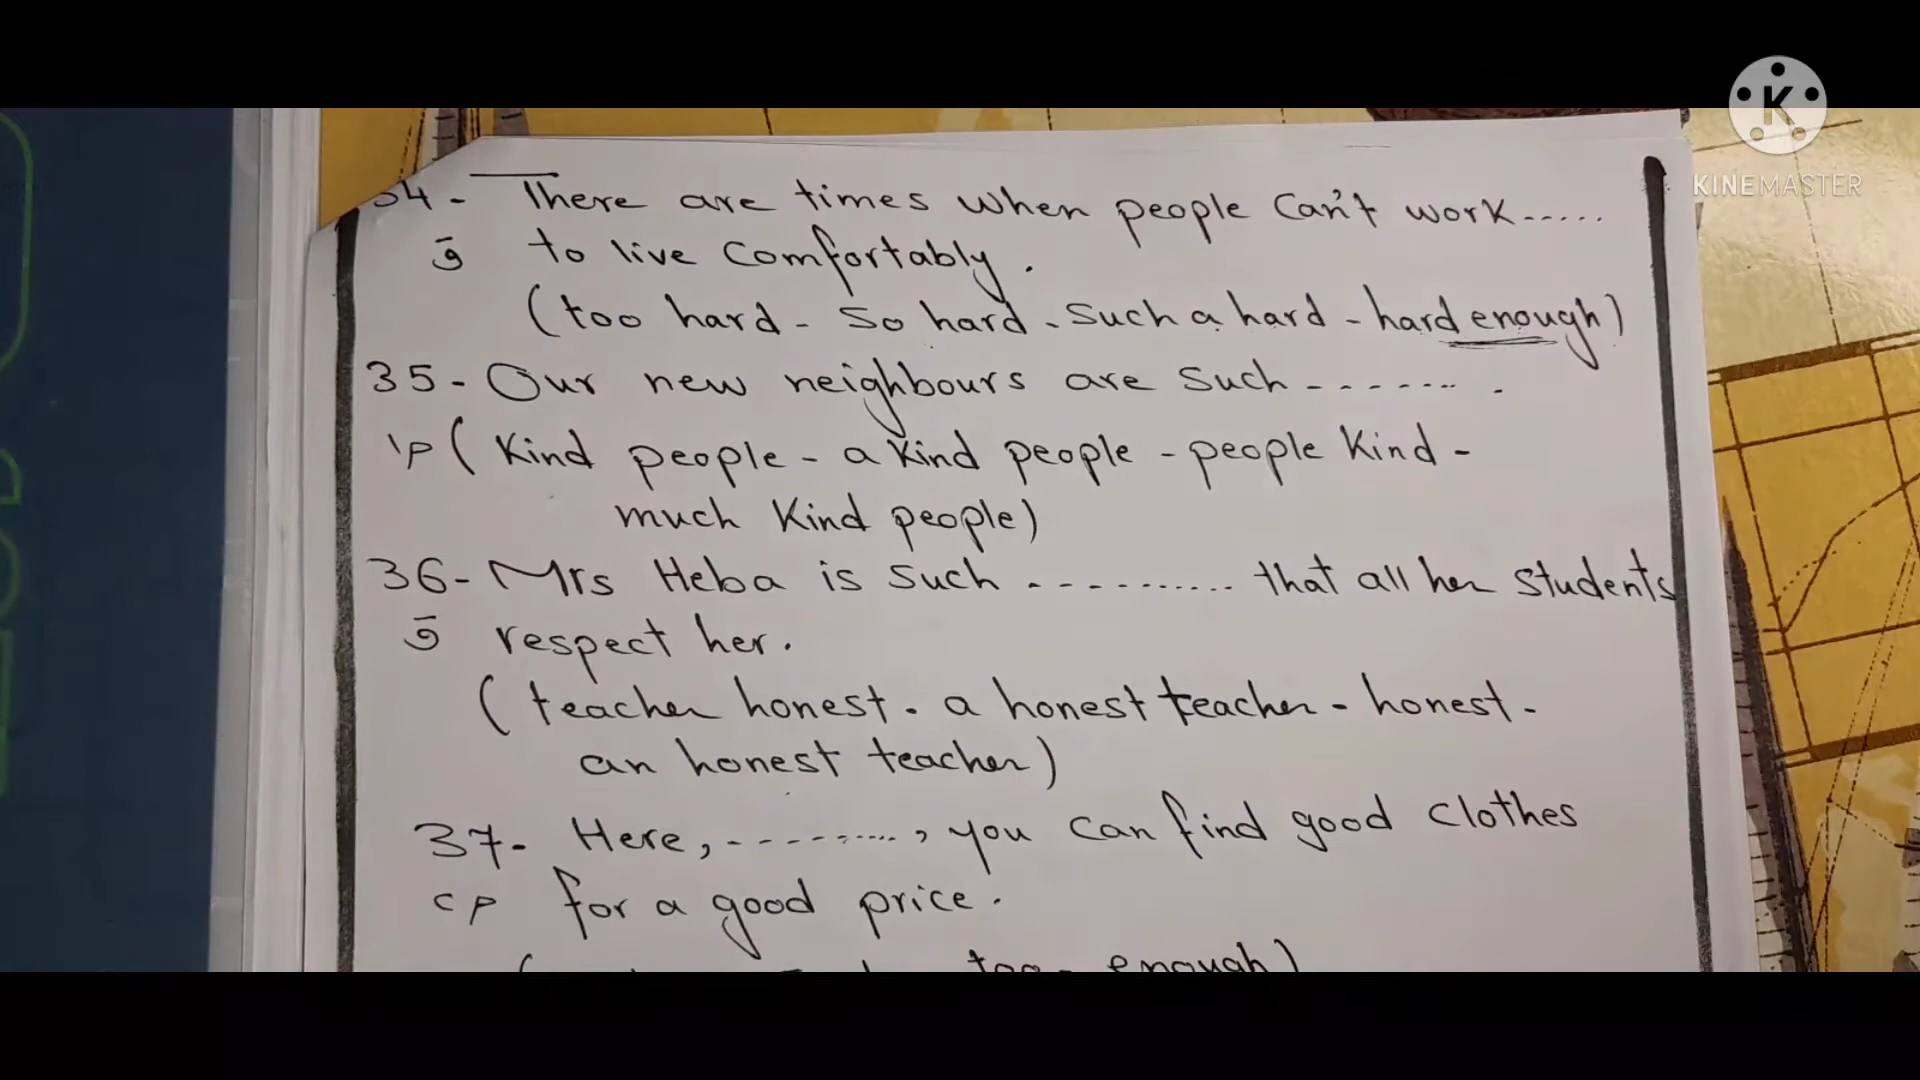 KINEMASTER
34- There are times when people can't work.....
to live comfortably.
(too hard - so hard - such a hard - hard enough)
35- Our new neighbours are such ------- .
(Kind people - a kind people - people kind -
much kind people)
36- Mrs Heba is such ---------- that all her students
respect her.
(teacher honest - a honest teacher - honest -
an honest teacher)
37- Here, ---------, you can find good clothes
for a good price.
too - enough)